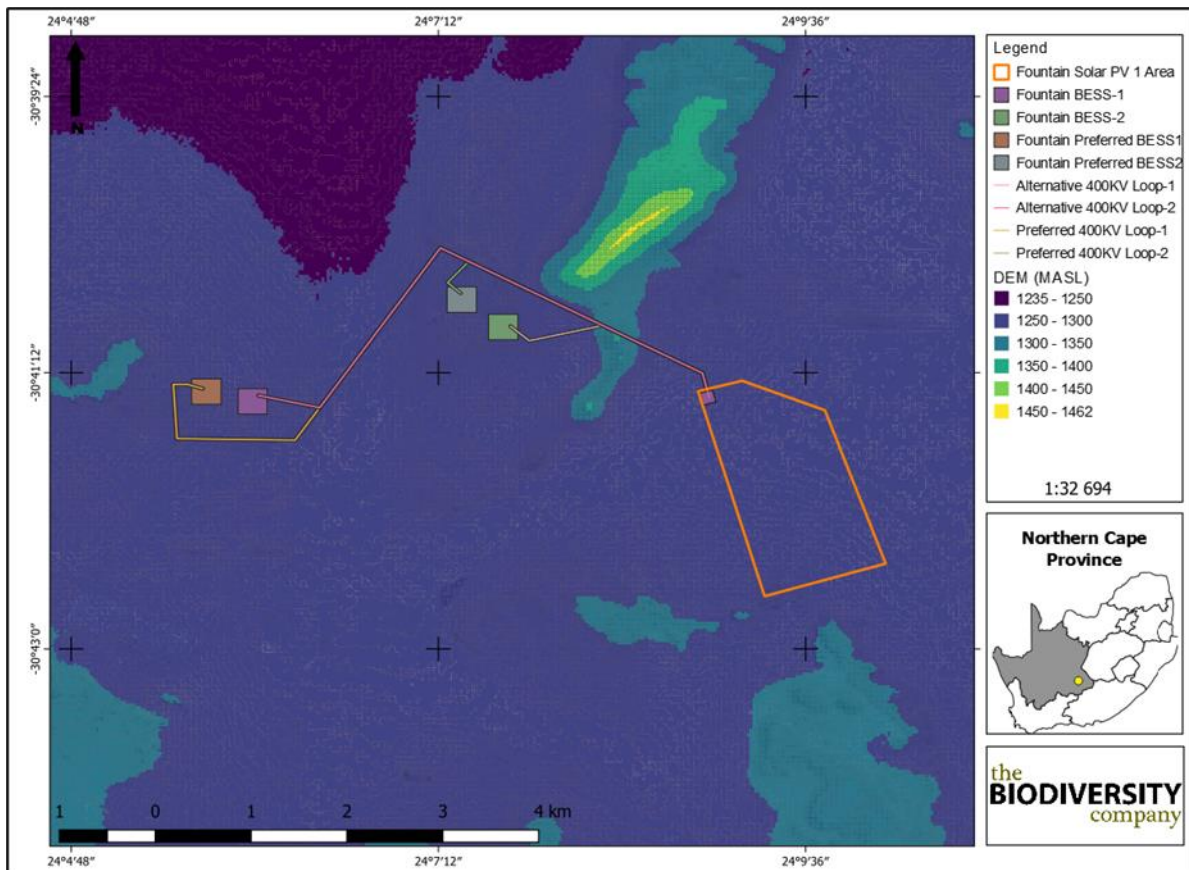 24°4'48" 24°7'12" 24°9'36"
-30°39'24"
-30°41'12"
-30°43'0"
N
1 0 1 2 3 4 km
24°4'48" 24°7'12" 24°9'36"
Legend
Fountain Solar PV 1 Area
Fountain BESS-1
Fountain BESS-2
Fountain Preferred BESS1
Fountain Preferred BESS2
Alternative 400KV Loop-1
Alternative 400KV Loop-2
Preferred 400KV Loop-1
Preferred 400KV Loop-2
DEM (MASL)
1235 - 1250
1250 - 1300
1300 - 1350
1350 - 1400
1400 - 1450
1450 - 1462
1:32 694
Northern Cape
Province
the
BIODIVERSITY
company